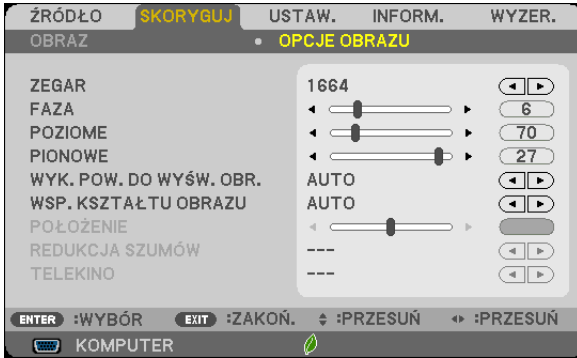 ŹRÓDŁO SKORYGUJ USTAW. INFORM. WYZER.
OBRAZ • OPCJE OBRAZU
ZEGAR 1664
FAZA 6
POZIOME 70
PIONOWE 27
WYK. POW. DO WYŚW. OBR. AUTO
WSP. KSZTAŁTU OBRAZU AUTO
POŁOŻENIE
REDUKCJA SZUMÓW ---
TELEKINO ---
ENTER :WYBÓR EXIT :ZAKOŃ. :PRZESUŃ :PRZESUŃ
KOMPUTER